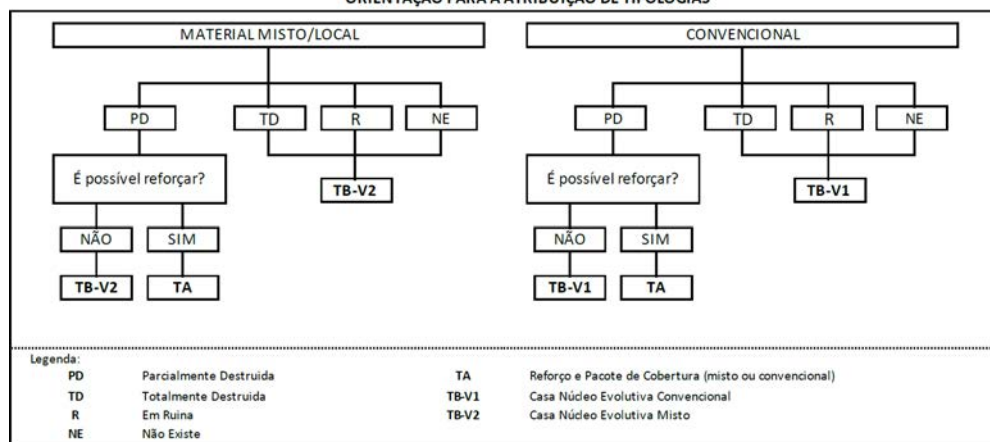 ORIENTAÇÃO PARA A ATRIBUIÇÃO DE TIPOLOGIAS
MATERIAL MISTO/LOCAL
PD
TD
R
NE
É possível reforçar?
TB-V2
NÃO
SIM
TB-V2
TA
CONVENCIONAL
PD
TD
R
NE
É possível reforçar?
TB-V1
NÃO
SIM
TB-V1
TA
Legenda:
PD Parcialmente Destruida
TD Totalmente Destruida
R Em Ruina
NE Não Existe
TA Reforço e Pacote de Cobertura (misto ou convencional)
TB-V1 Casa Núcleo Evolutiva Convencional
TB-V2 Casa Núcleo Evolutiva Misto